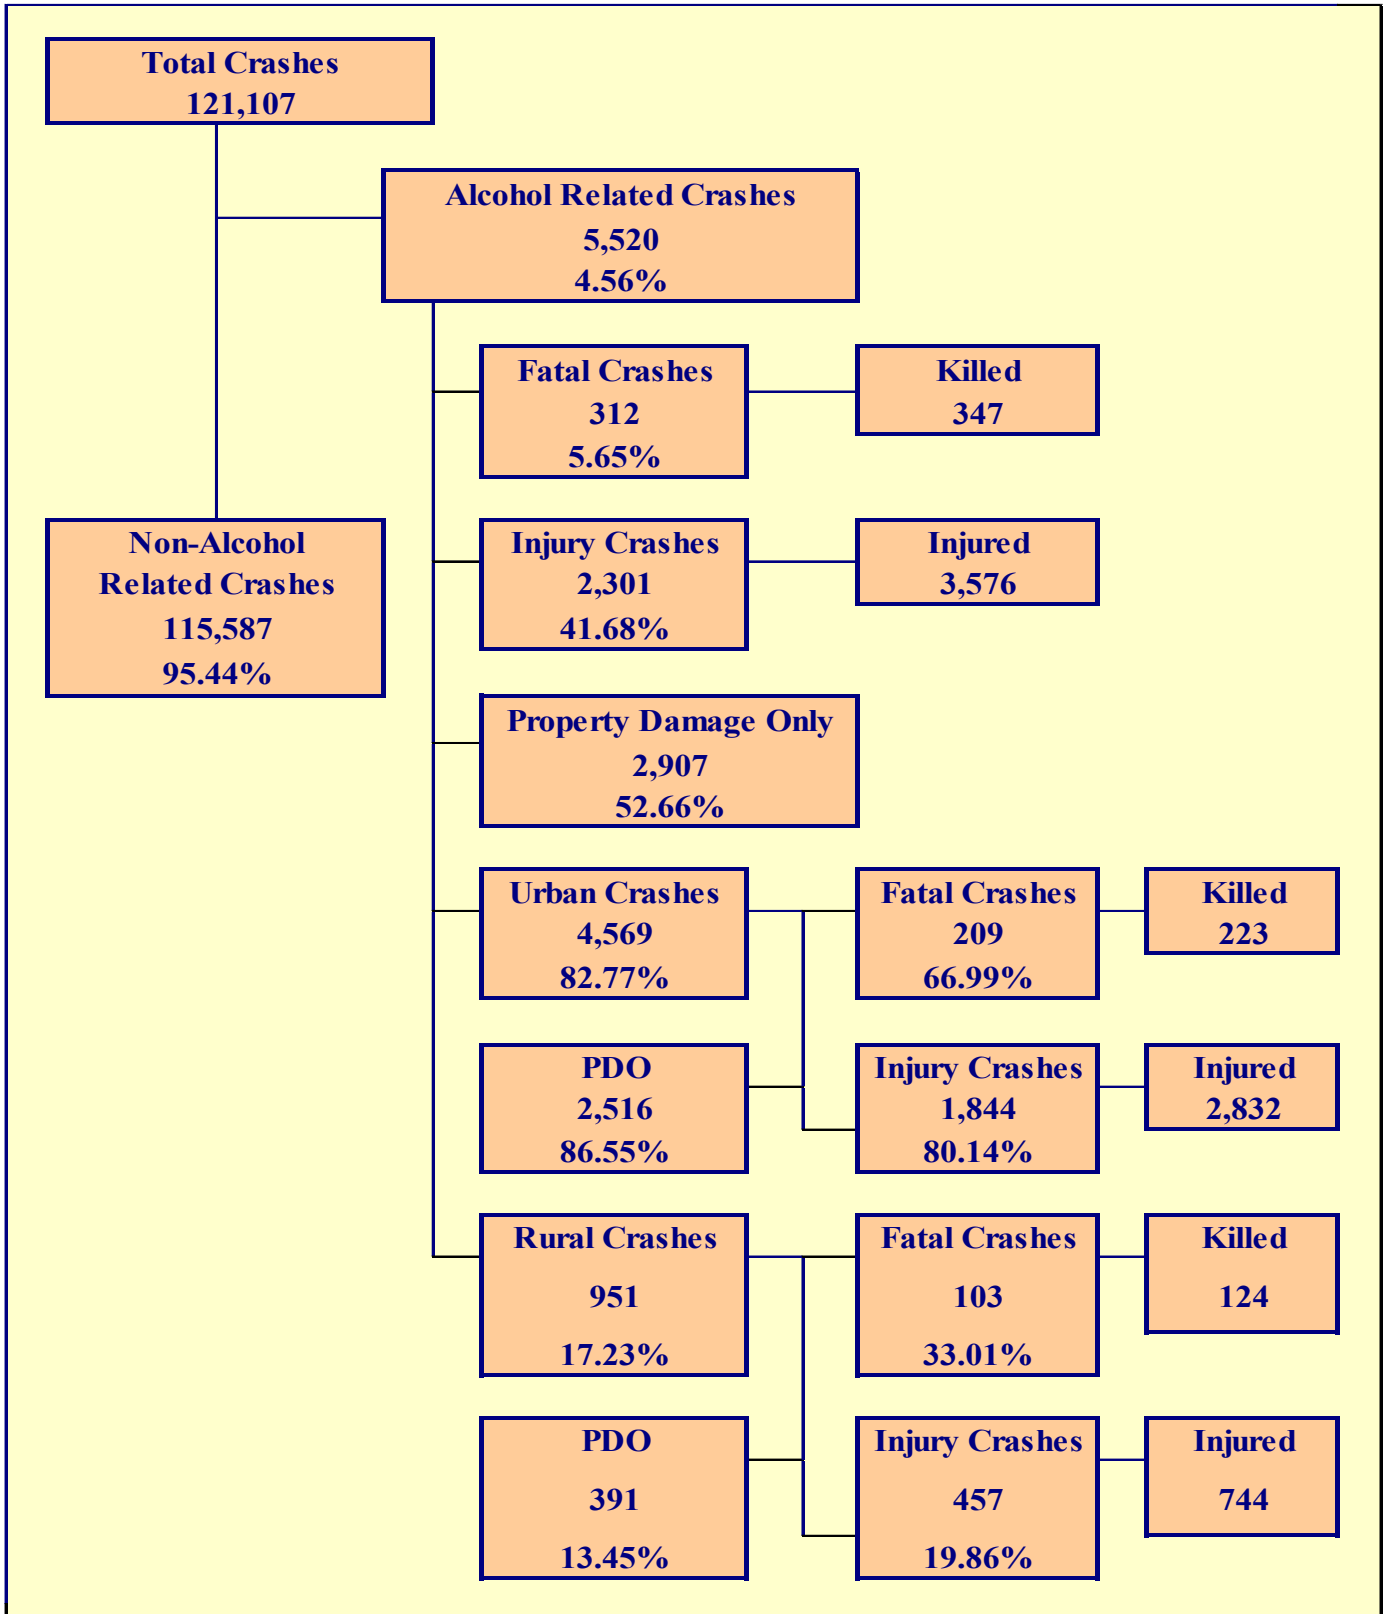 Total Crashes
121,107
Alcohol Related Crashes
5,520
4.56%
Fatal Crashes
312
5.65%
Killed
347
Non-Alcohol
Related Crashes
115,587
95.44%
Injury Crashes
2,301
41.68%
Injured
3,576
Property Damage Only
2,907
52.66%
Urban Crashes
4,569
82.77%
Fatal Crashes
209
66.99%
Killed
223
PDO
2,516
86.55%
Injury Crashes
1,844
80.14%
Injured
2,832
Rural Crashes
951
17.23%
Fatal Crashes
103
33.01%
Killed
124
PDO
391
13.45%
Injury Crashes
457
19.86%
Injured
744